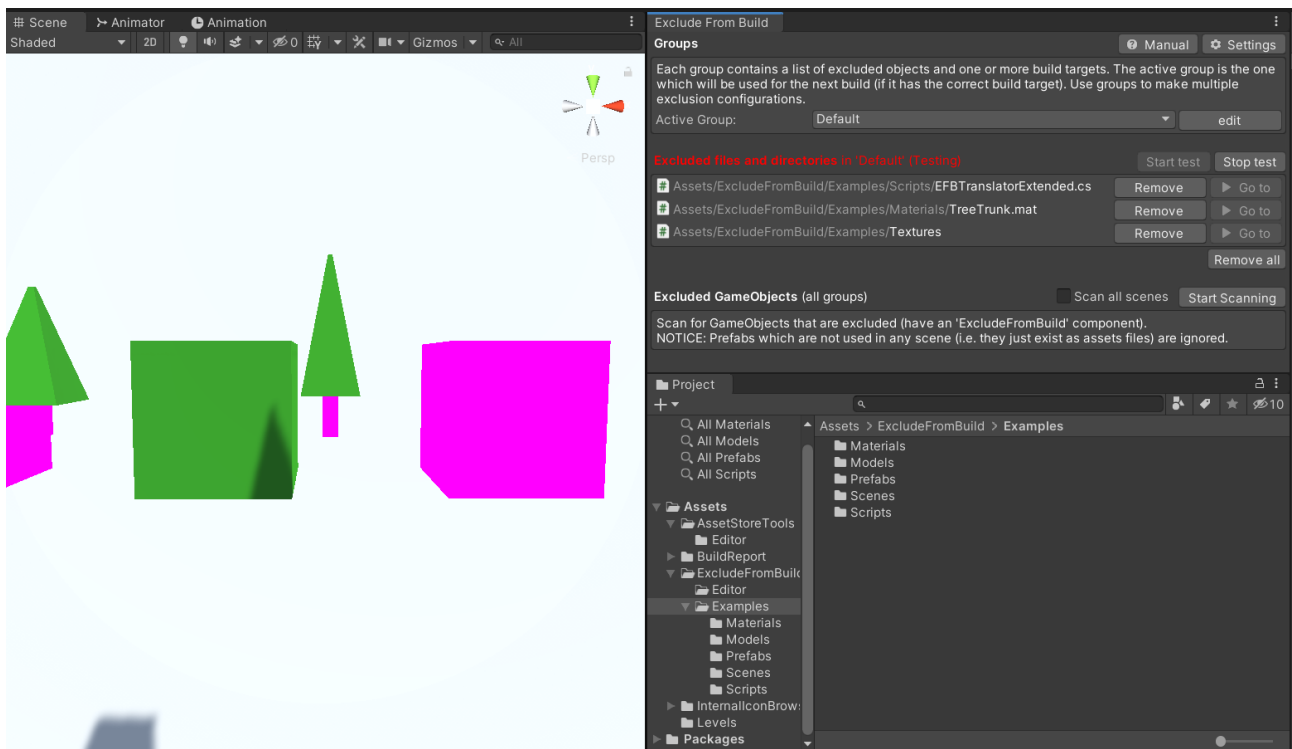 Scene Animator Animation
Shaded 2D 0 Gizmos All
Persp
Exclude From Build
Groups Manual Settings
Each group contains a list of excluded objects and one or more build targets. The active group is the one
which will be used for the next build (if it has the correct build target). Use groups to make multiple
exclusion configurations.
Active Group: Default edit
Excluded files and directories in 'Default' (Testing) Start test Stop test
Assets/ExcludeFromBuild/Examples/Scripts/EFBTranslatorExtended.cs Remove Go to
Assets/ExcludeFromBuild/Examples/Materials/TreeTrunk.mat Remove Go to
Assets/ExcludeFromBuild/Examples/Textures Remove Go to
Remove all
Excluded GameObjects (all groups) Scan all scenes Start Scanning
Scan for GameObjects that are excluded (have an 'ExcludeFromBuild' component).
NOTICE: Prefabs which are not used in any scene (i.e. they just exist as assets files) are ignored.
Project
10
All Materials
All Models
All Prefabs
All Scripts
Assets
AssetStoreTools
Editor
BuildReport
ExcludeFromBuild
Editor
Examples
Materials
Models
Prefabs
Scenes
Scripts
InternalIconBrows
Levels
Packages
Assets > ExcludeFromBuild > Examples
Materials
Models
Prefabs
Scenes
Scripts